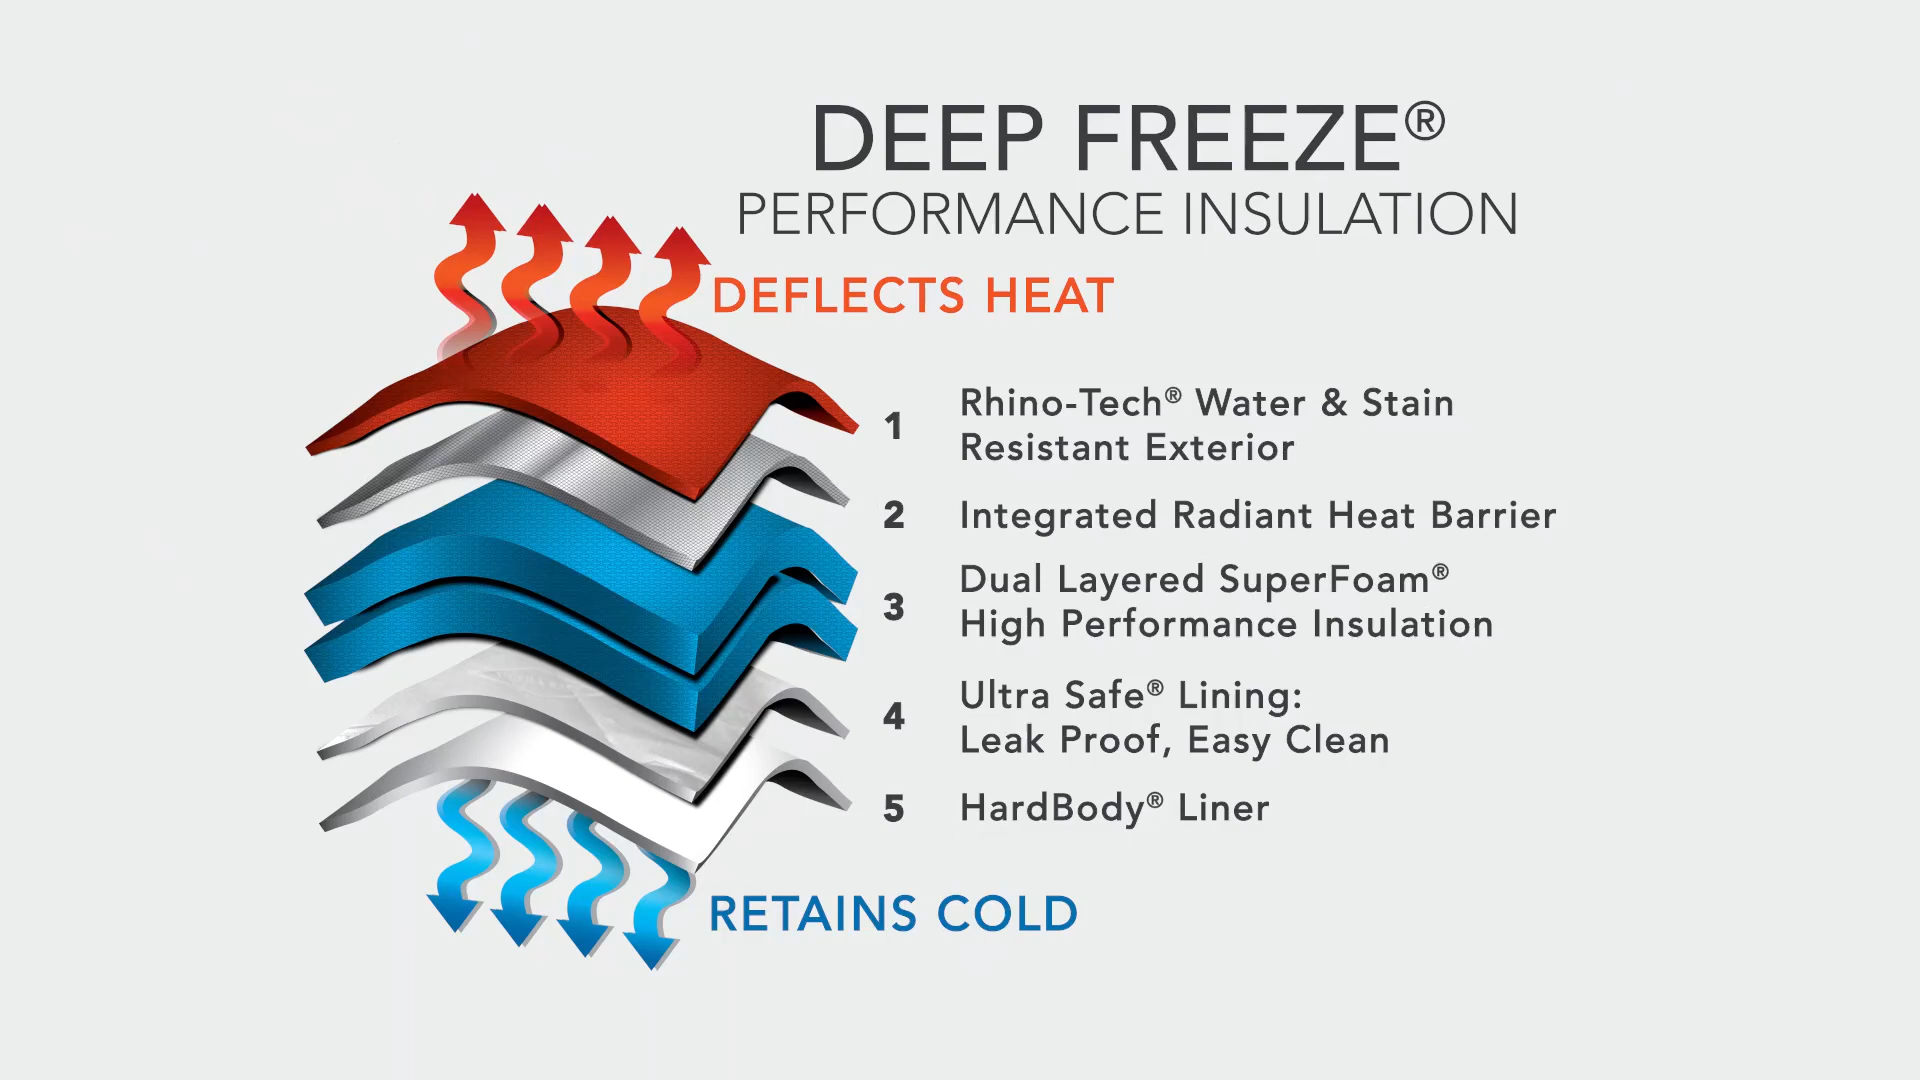 DEEP FREEZE®
PERFORMANCE INSULATION
DEFLECTS HEAT
1 Rhino-Tech® Water & Stain
Resistant Exterior
2 Integrated Radiant Heat Barrier
3 Dual Layered SuperFoam®
High Performance Insulation
4 Ultra Safe® Lining:
Leak Proof, Easy Clean
5 HardBody® Liner
RETAINS COLD